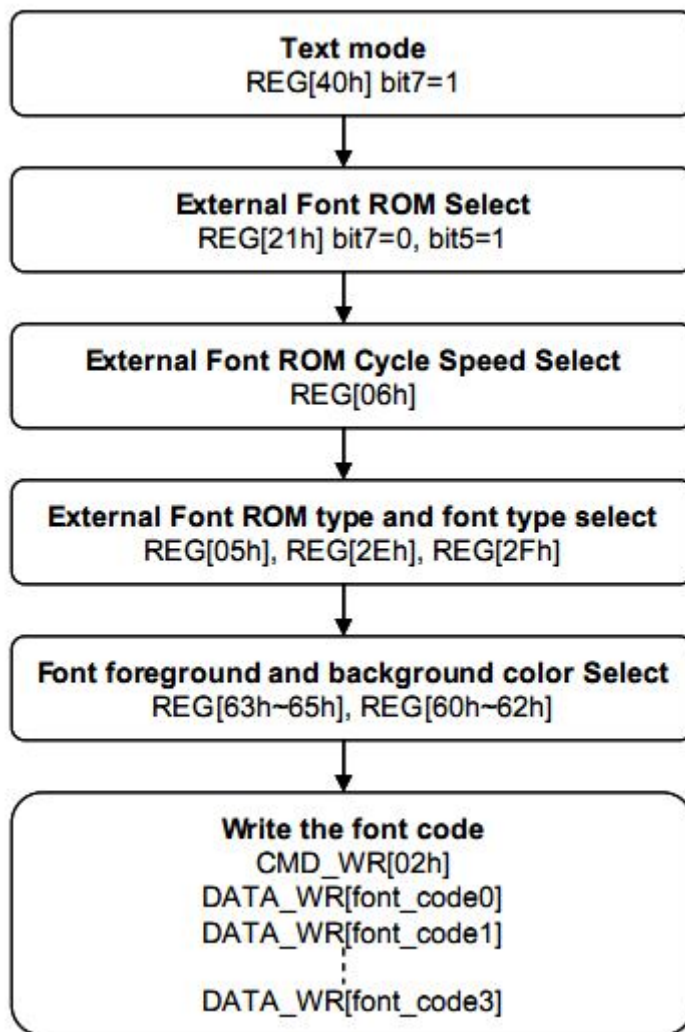 Text mode
REG[40h] bit7=1
External Font ROM Select
REG[21h] bit7=0, bit5=1
External Font ROM Cycle Speed Select
REG[06h]
External Font ROM type and font type select
REG[05h], REG[2Eh], REG[2Fh]
Font foreground and background color Select
REG[63h~65h], REG[60h~62h]
Write the font code
CMD_WR[02h]
DATA_WR[font_code0]
DATA_WR[font_code1]
DATA_WR[font_code3]